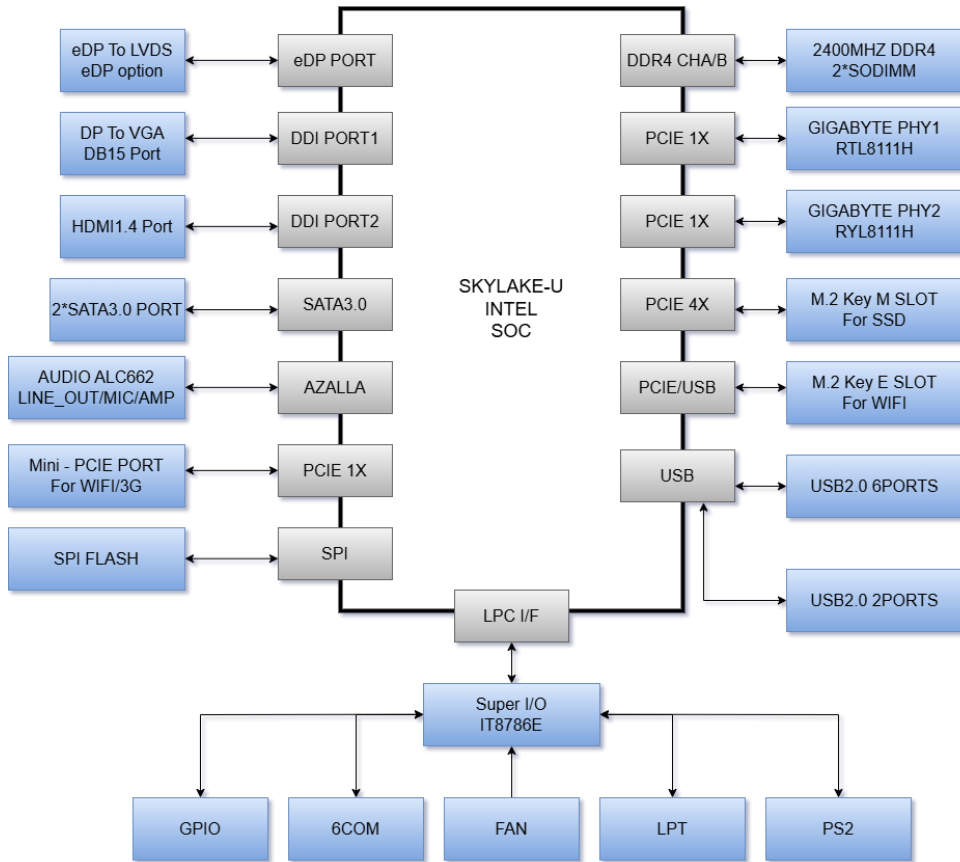 eDP To LVDS
eDP option
eDP PORT
DDR4 CHA/B
2400MHZ DDR4
2*SODIMM
DP To VGA
DB15 Port
DDI PORT1
PCIE 1X
GIGABYTE PHY1
RTL8111H
HDMI1.4 Port
DDI PORT2
PCIE 1X
GIGABYTE PHY2
RYL8111H
2*SATA3.0 PORT
SATA3.0
SKYLAKE-U
INTEL
SOC
PCIE 4X
M.2 Key M SLOT
For SSD
AUDIO ALC662
LINE_OUT/MIC/AMP
AZALLA
PCIE/USB
M.2 Key E SLOT
For WIFI
Mini - PCIE PORT
For WIFI/3G
PCIE 1X
USB
USB2.0 6PORTS
SPI FLASH
SPI
USB2.0 2PORTS
LPC I/F
Super I/O
IT8786E
GPIO
6COM
FAN
LPT
PS2